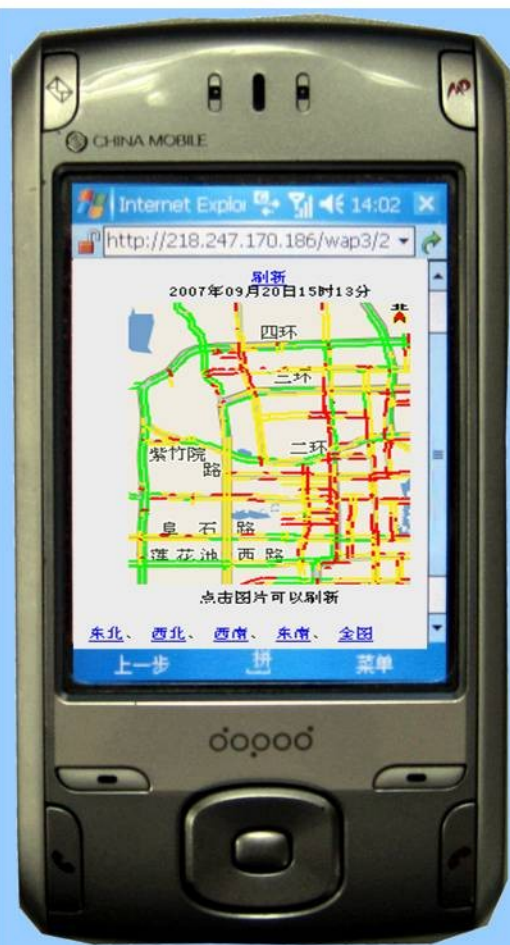 CHINA MOBILE
Internet Explor 14:02
http://218.247.170.186/wap3/2
刷新
2007年09月20日15时13分
北
四环
三环
二环
紫竹院
路
阜 石 路
莲 花 池 西 路
点击图片可以刷新
东北、 西北、 西南、 东南、 全图
上一步 拼 菜单
dopod